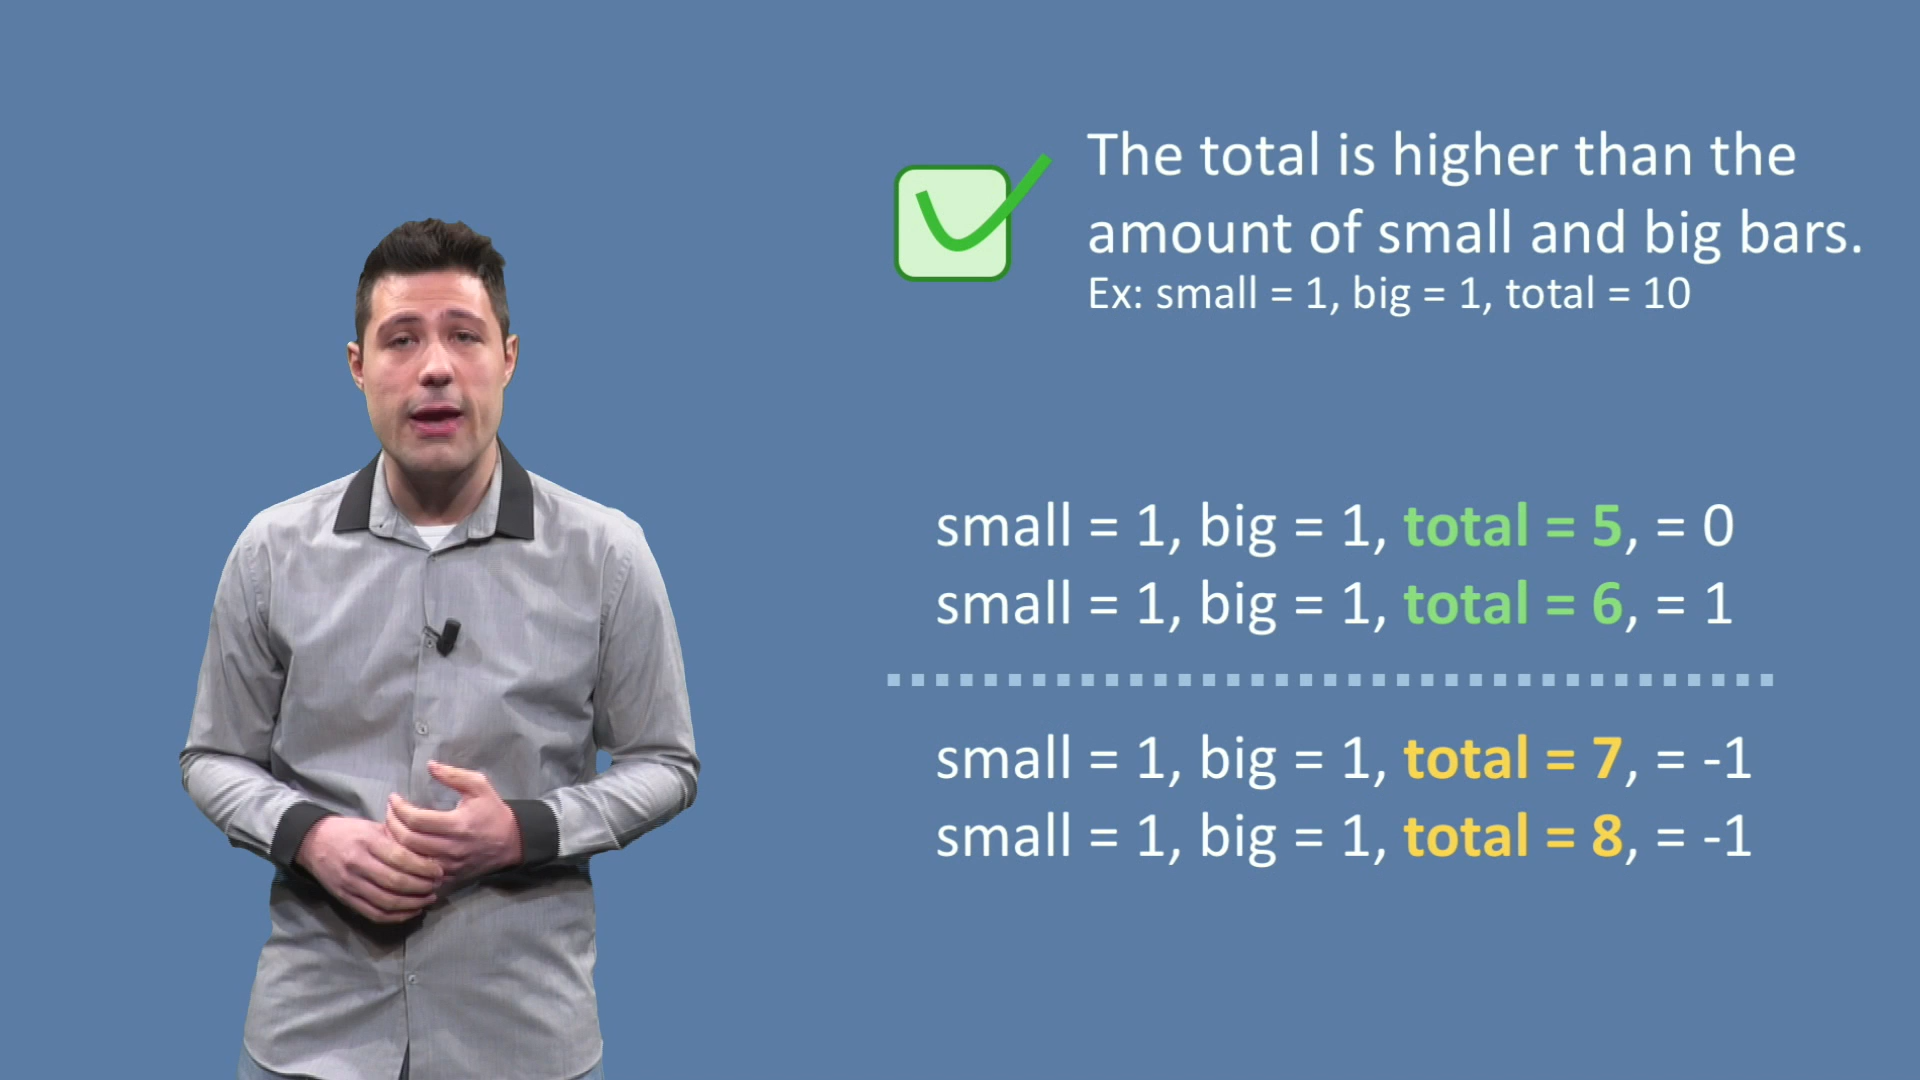 The total is higher than the
amount of small and big bars.
Ex: small = 1, big = 1, total = 10
small = 1, big = 1, total = 5, = 0
small = 1, big = 1, total = 6, = 1
small = 1, big = 1, total = 7, = -1
small = 1, big = 1, total = 8, = -1